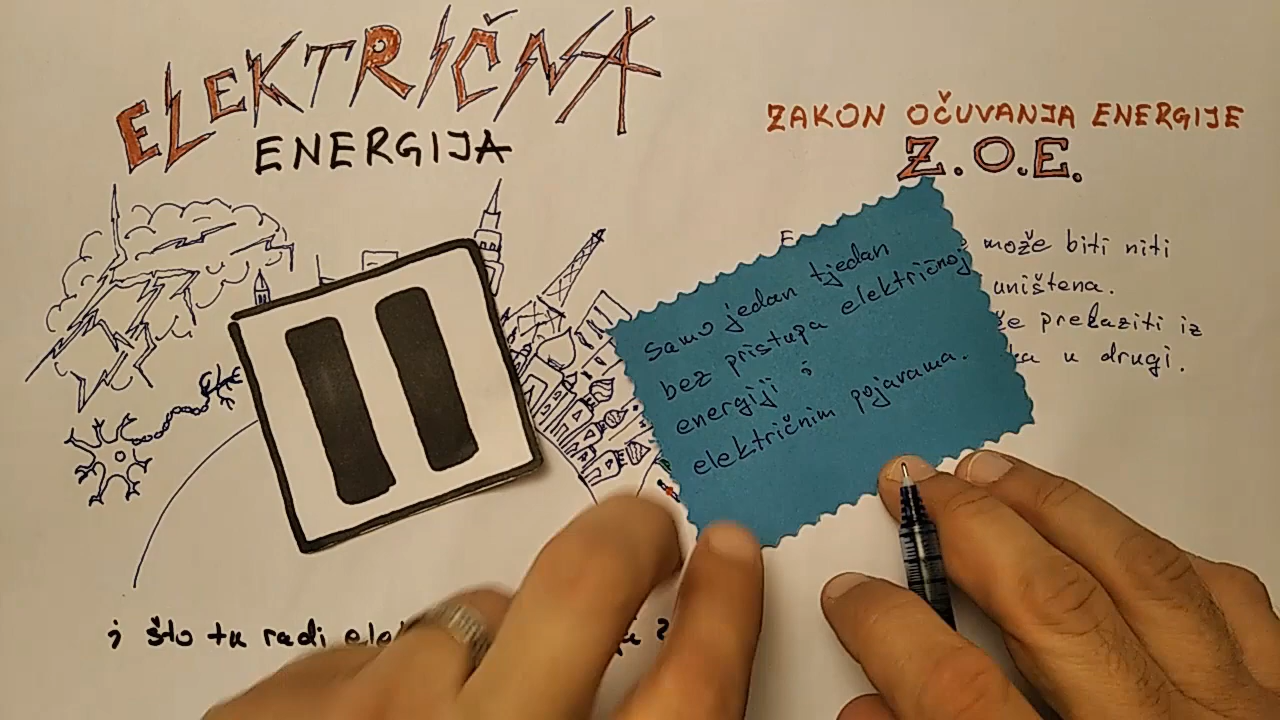 ELEKTRIČNA
ENERGIJA
ZAKON OČUVANJA ENERGIJE
Z.O.E.
može biti niti
uništena.
prekaziti iz
u drugi.
Samo jedan tjedan
bez pristupa električnoj
energiji i
električnim pojavama.
i što tu radi
?